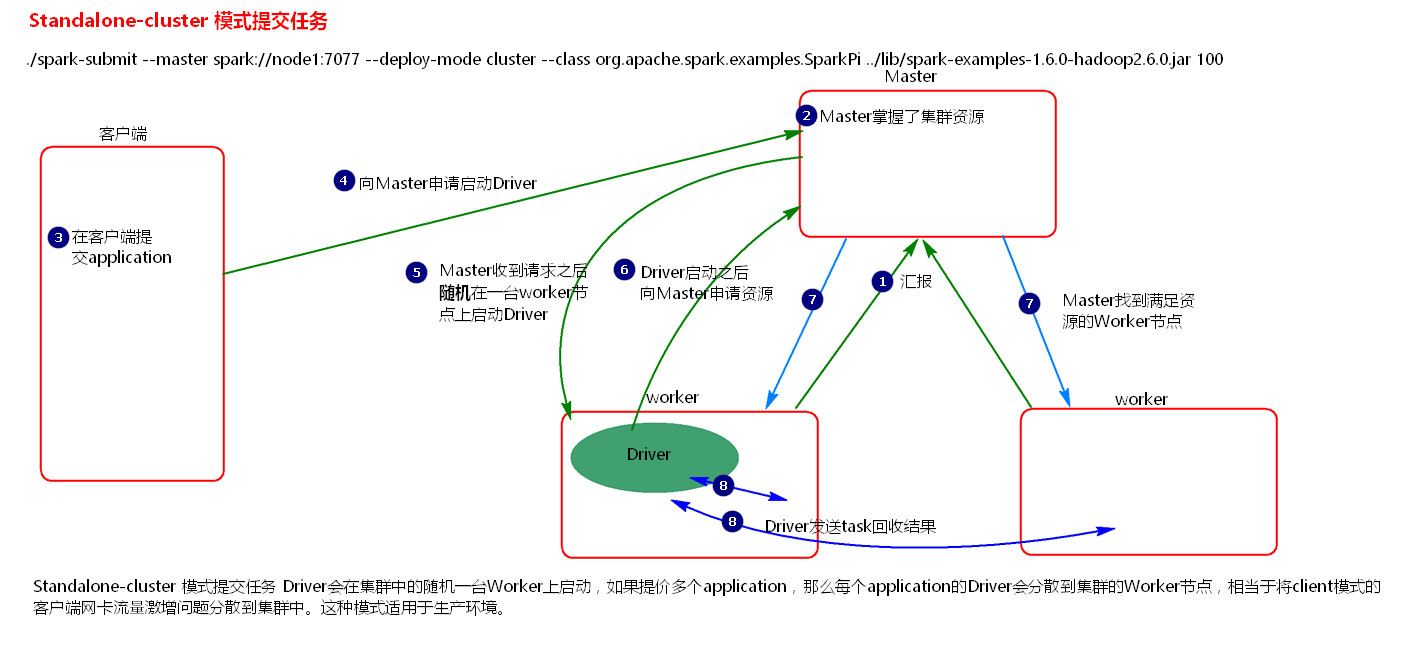 Standalone-cluster 模式提交任务
./spark-submit --master spark://node1:7077 --deploy-mode cluster --class org.apache.spark.examples.SparkPi ../lib/spark-examples-1.6.0-hadoop2.6.0.jar 100
Master
2 Master掌握了集群资源
客户端
4 向Master申请启动Driver
3 在客户端提
交application
5 Master收到请求之后
随机在一台worker节
点上启动Driver
6 Driver启动之后
向Master申请资源
7
1 汇报
7 Master找到满足资
源的Worker节点
worker
worker
Driver
8
8 Driver发送task回收结果
Standalone-cluster 模式提交任务 Driver会在集群中的随机一台Worker上启动，如果提价多个application，那么每个application的Driver会分散到集群的Worker节点，相当于将client模式的
客户端网卡流量激增问题分散到集群中。这种模式适用于生产环境。